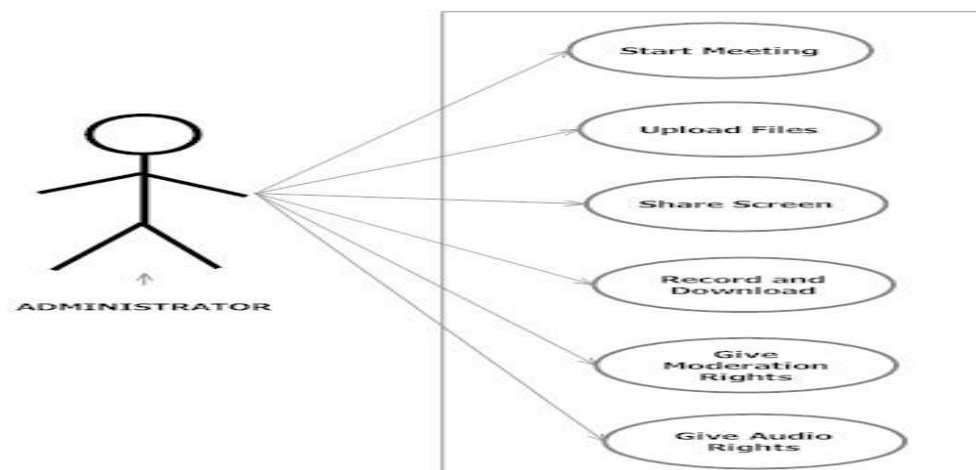 Start Meeting
Upload Files
Share Screen
Record and
Download
ADMINISTRATOR
Give
Moderation
Rights
Give Audio
Rights